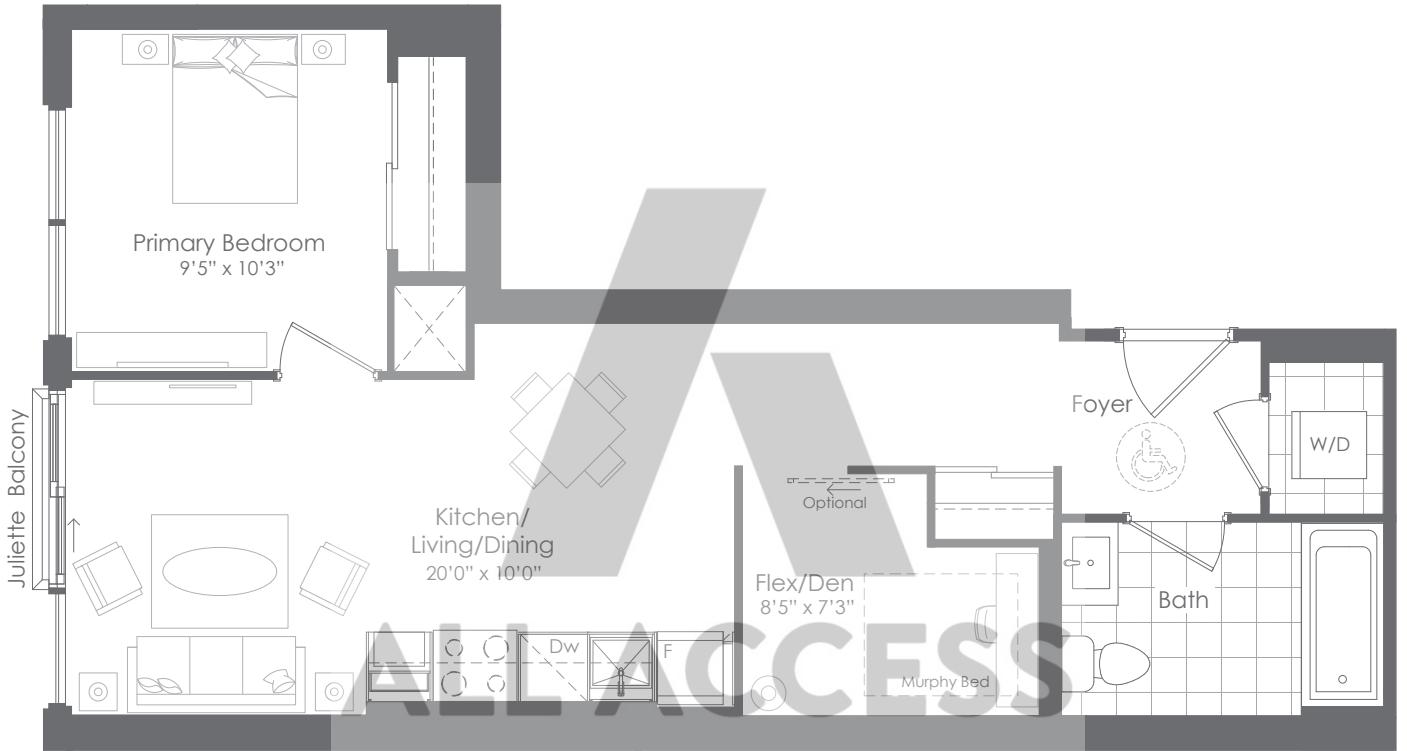 Primary Bedroom
9'5" x 10'3"
Juliette Balcony
Kitchen/
Living/Dining
20'0" x 10'0"
Foyer
W/D
Optional
Flex/Den
8'5" x 7'3"
Bath
Dw
F
Murphy Bed
ALL ACCESS